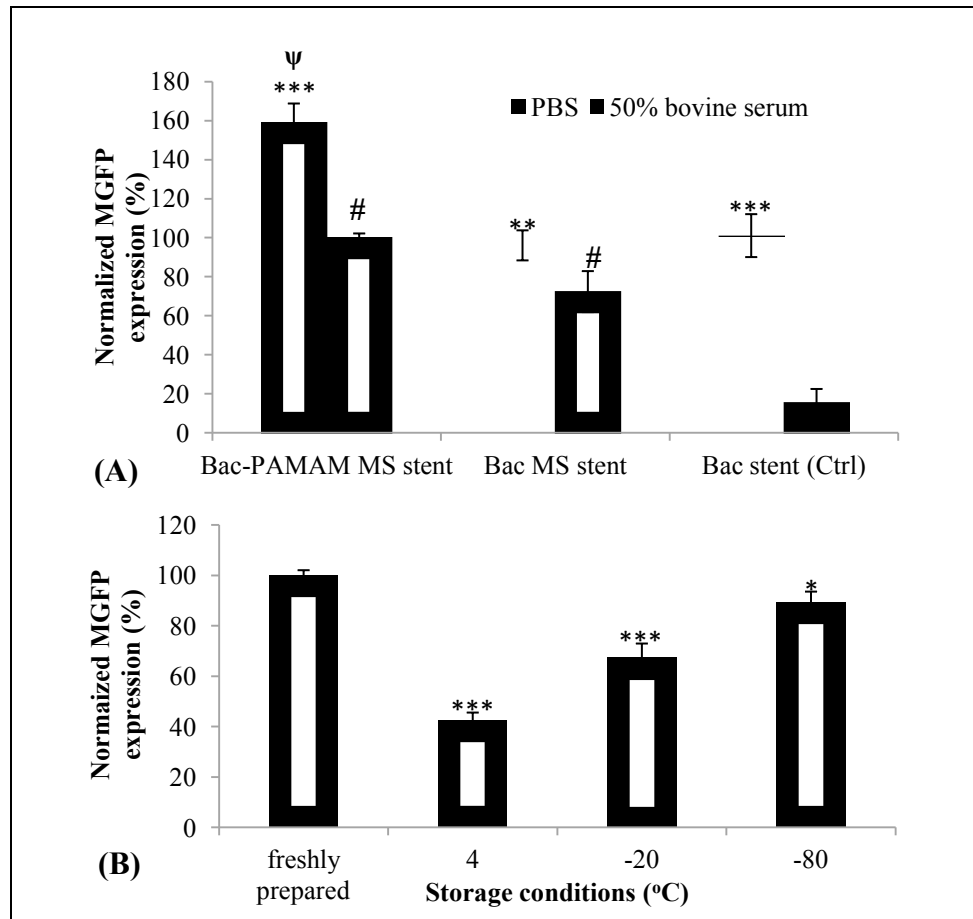 ψ
***
180
160
140
120
100
80
60
40
20
0
Normalized MGFP
expression (%)
PBS 50% bovine serum
#
**
#
***
Bac-PAMAM MS stent Bac MS stent Bac stent (Ctrl)
(A)
120
100
80
60
40
20
0
Normaized MGFP
expression (%)
***
***
*
freshly
prepared
4 -20 -80
(B)
Storage conditions (ºC)